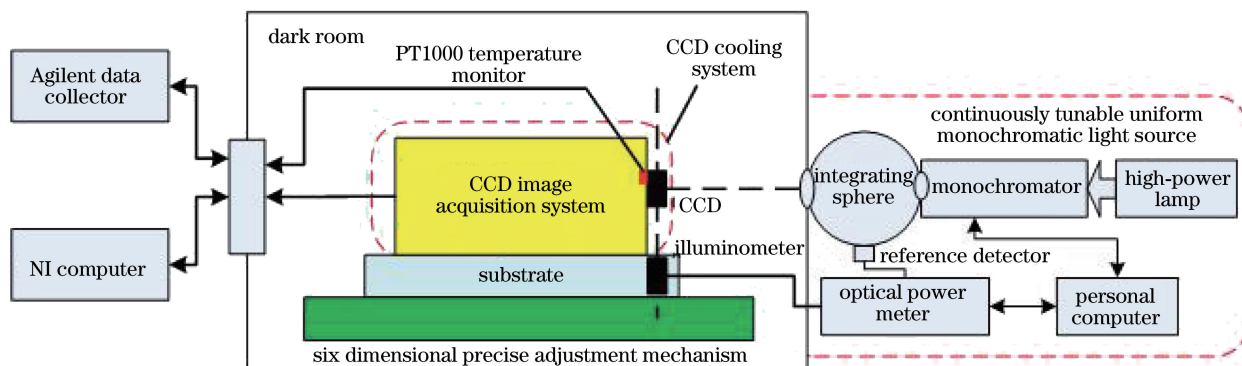 dark room
Agilent data
collector
NI computer
PT1000 temperature
monitor
CCD cooling
system
CCD image
acquisition system
CCD
illuminometer
substrate
six dimensional precise adjustment mechanism
continuously tunable uniform
monochromatic light source
integrating
sphere
monochromator
high-power
lamp
reference detector
optical power
meter
personal
computer